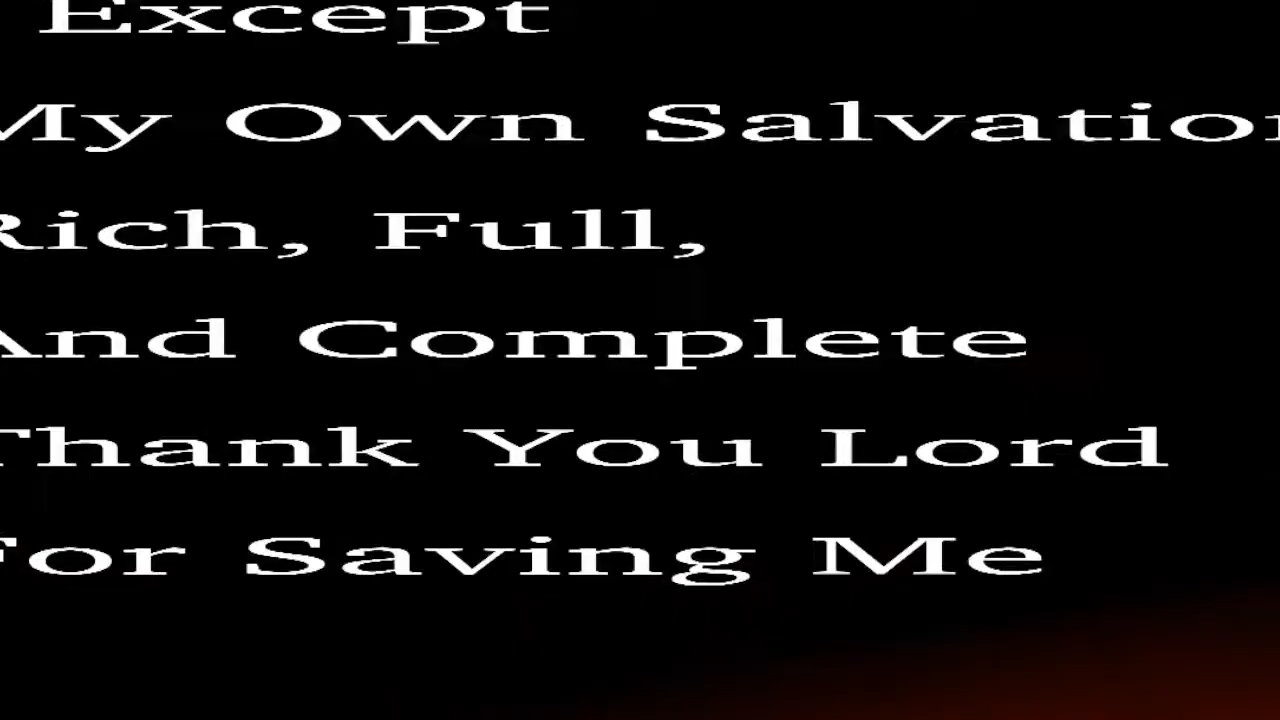 Except
My Own Salvation
Rich, Full,
And Complete
Thank You Lord
For Saving Me